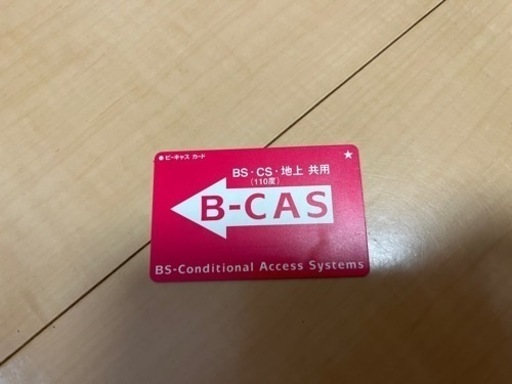 ● ビーキャス カード
★
BS・CS・地上 共用
(110度)
B-CAS
BS-Conditional Access Systems